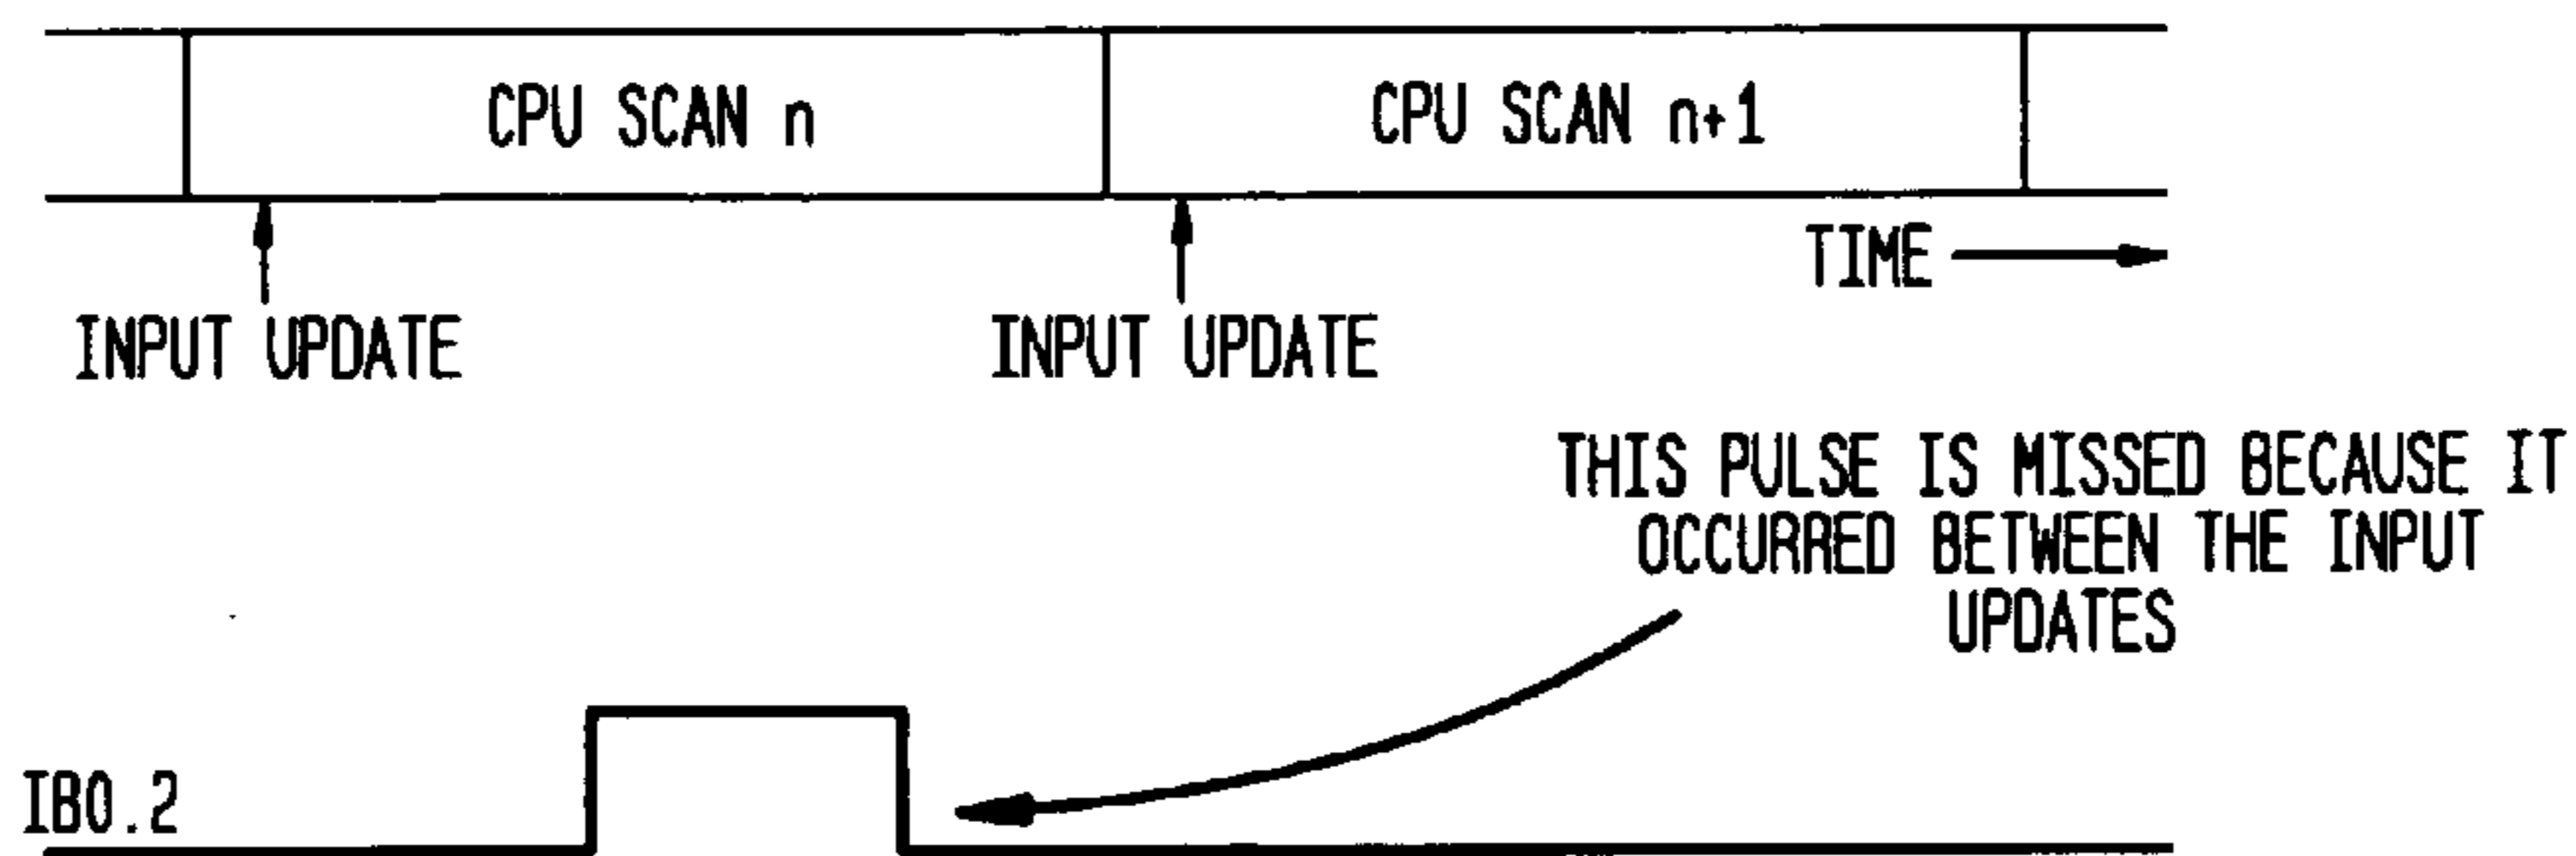 CPU SCAN n
CPU SCAN n+1
TIME
INPUT UPDATE
INPUT UPDATE
THIS PULSE IS MISSED BECAUSE IT
OCCURRED BETWEEN THE INPUT
UPDATES
IB0.2